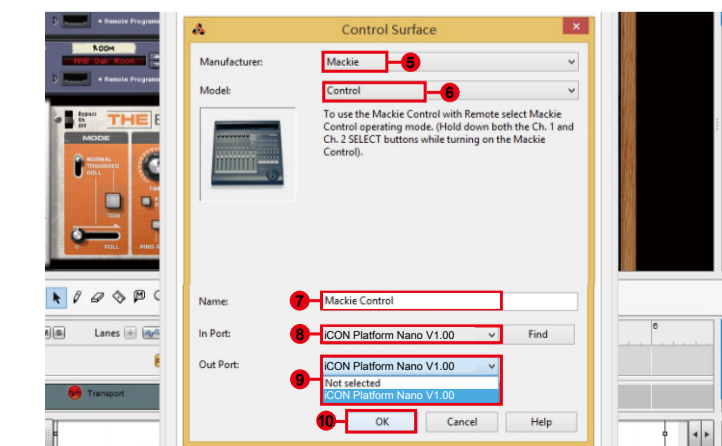 Remote Programmer
ROOM
RMB Oak Room
Remote Programmer
Bypass
On
Off
THE E
MODE
NORMAL
TRIGGERED
ROLL
TRIG
ROLL
PING-P
Lanes
Transport
6
Control Surface
Manufacturer:
Mackie
5
Model:
Control
6
To use the Mackie Control with Remote select Mackie
Control operating mode. (Hold down both the Ch. 1 and
Ch. 2 SELECT buttons while turning on the Mackie
Control).
Name:
7
Mackie Control
In Port:
8
iCON Platform Nano V1.00
Find
Out Port:
iCON Platform Nano V1.00
9
Not selected
iCON Platform Nano V1.00
10
OK
Cancel
Help